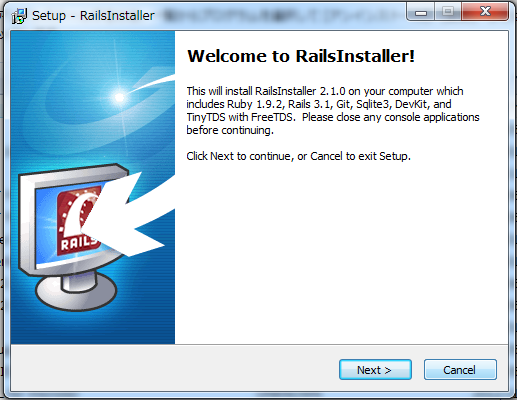 Setup - RailsInstaller
Welcome to RailsInstaller!
This will install RailsInstaller 2.1.0 on your computer which
includes Ruby 1.9.2, Rails 3.1, Git, Sqlite3, DevKit, and
TinyTDS with FreeTDS.  Please close any console applications
before continuing.
Click Next to continue, or Cancel to exit Setup.
RAILS
Next >
Cancel